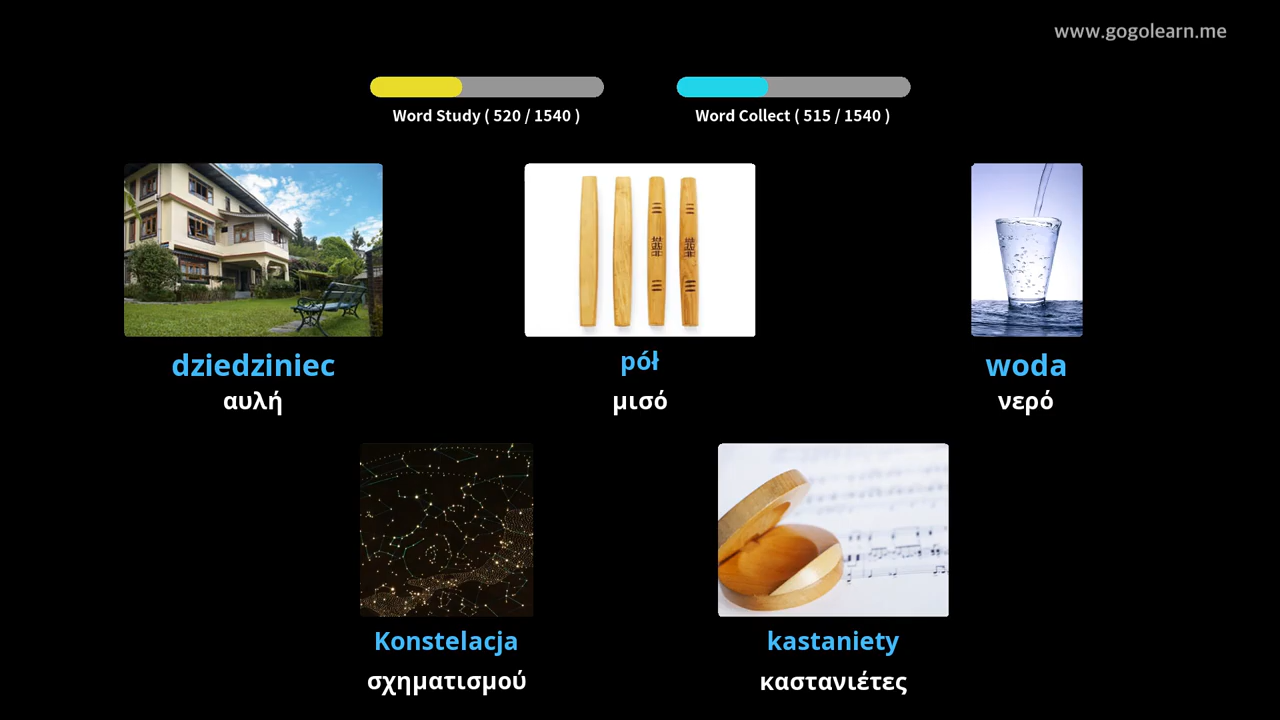 www.gogolearn.me
Word Study ( 520 / 1540 )
Word Collect ( 515 / 1540 )
dziedziniec
αυλή
pół
μισό
woda
νερό
Konstelacja
σχηματισμού
kastaniety
καστανιέτες